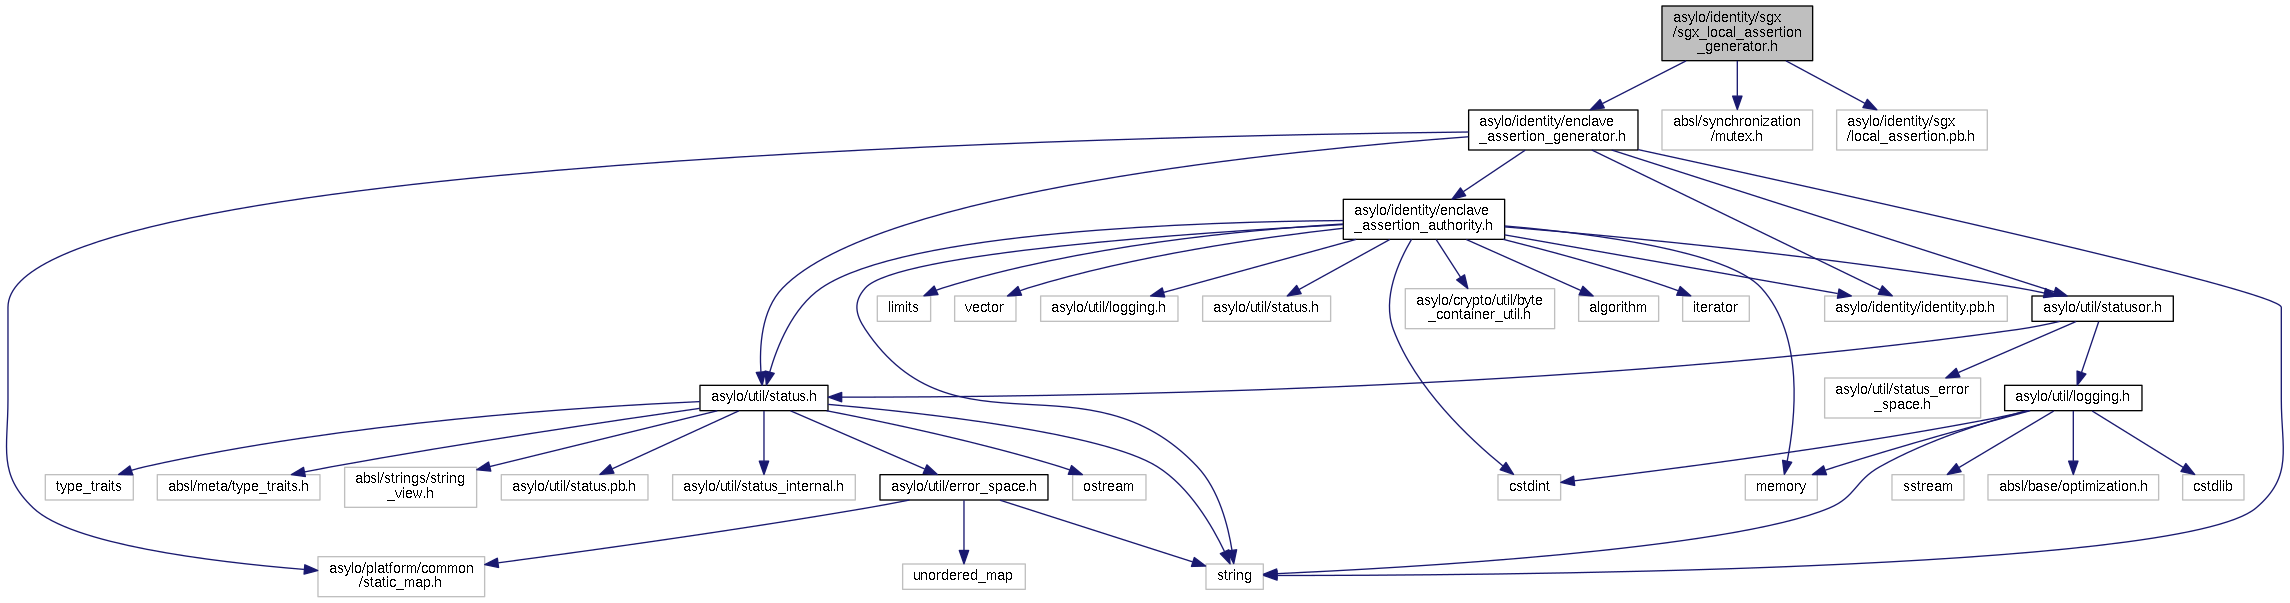 asylo/identity/sgx
/sgx_local_assertion
_generator.h
asylo/identity/enclave
_assertion_generator.h
absl/synchronization
/mutex.h
asylo/identity/sgx
/local_assertion.pb.h
asylo/identity/enclave
_assertion_authority.h
limits
vector
asylo/util/logging.h
asylo/util/status.h
asylo/crypto/util/byte
_container_util.h
algorithm
iterator
asylo/identity/identity.pb.h
asylo/util/statusor.h
asylo/util/status.h
asylo/util/status_error
_space.h
asylo/util/logging.h
type_traits
absl/meta/type_traits.h
absl/strings/string
_view.h
asylo/util/status.pb.h
asylo/util/status_internal.h
asylo/util/error_space.h
ostream
cstdint
memory
sstream
absl/base/optimization.h
cstdlib
asylo/platform/common
/static_map.h
unordered_map
string